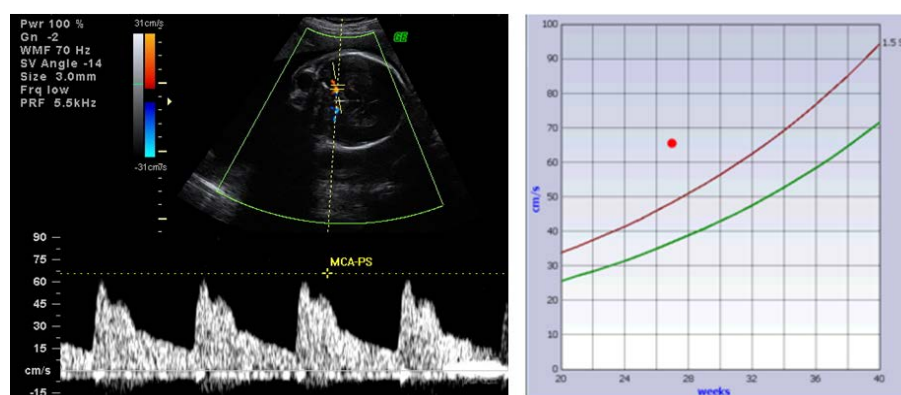 Pwr 100 %
Gn -2
WMF 70 Hz
SV Angle -14
Size 3.0mm
Frq low
PRF 5.5kHz
31cm/s
-31cm/s
GE
90
75
60
45
30
15
cm/s
-15
MCA-PS
100
90
80
70
60
50
40
30
20
10
0
cm/s
1.5
20 24 28 32 36 40
weeks